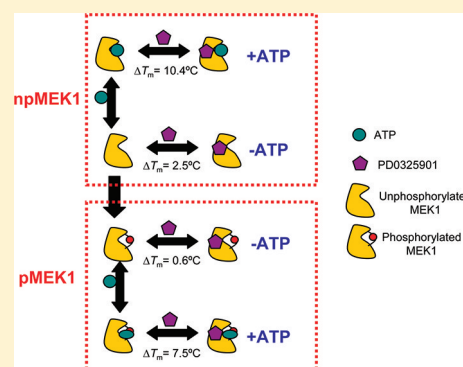 +ATP
ΔTm= 10.4ºC
npMEK1
-ATP
ΔTm= 2.5ºC
-ATP
ΔTm= 0.6ºC
pMEK1
+ATP
ΔTm= 7.5ºC
ATP
PD0325901
Unphosphorylate
MEK1
Phosphorylated
MEK1